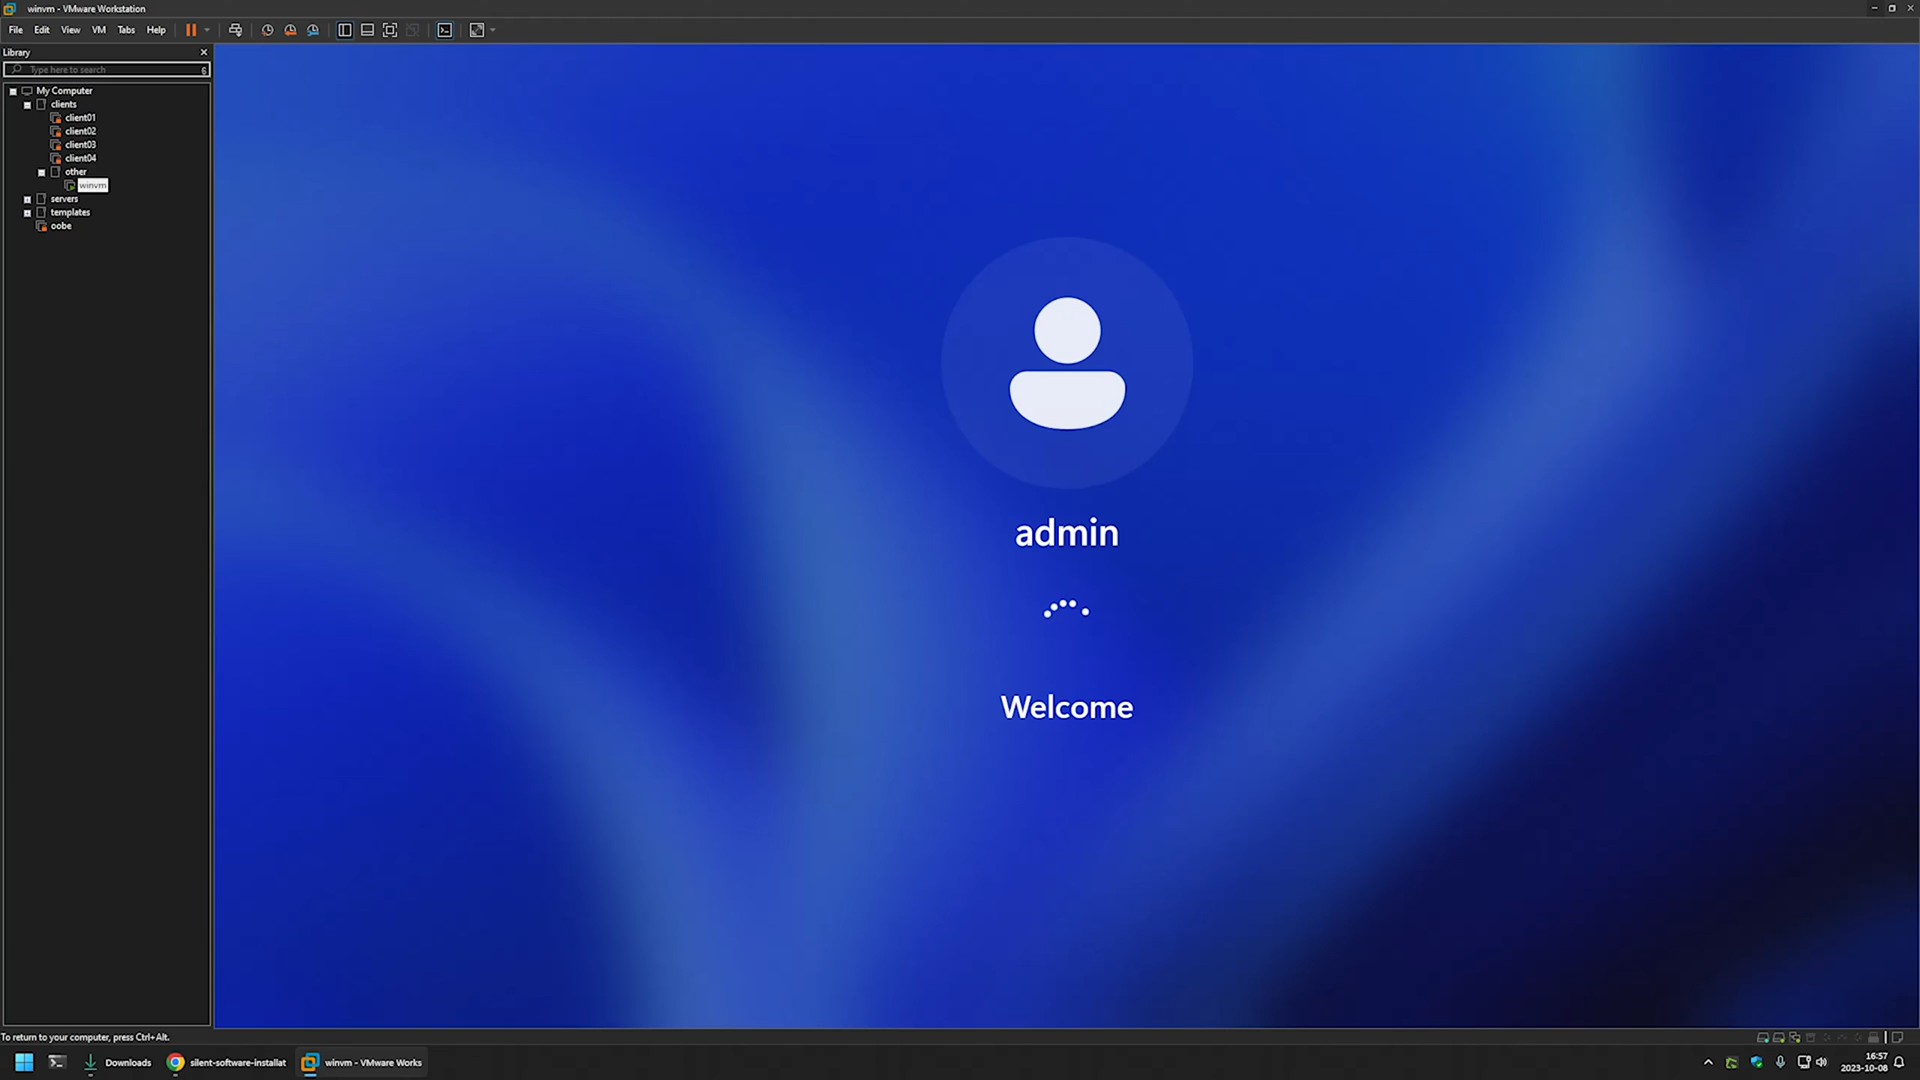 winvm - VMware Workstation
File Edit View VM Tabs Help
Library
Type here to search
My Computer
clients
client01
client02
client03
client04
other
winvm
servers
templates
oobe
admin
Welcome
To return to your computer, press Ctrl+Alt.
Downloads
silent-software-installat
winvm - VMware Works
16:57
2023-10-08